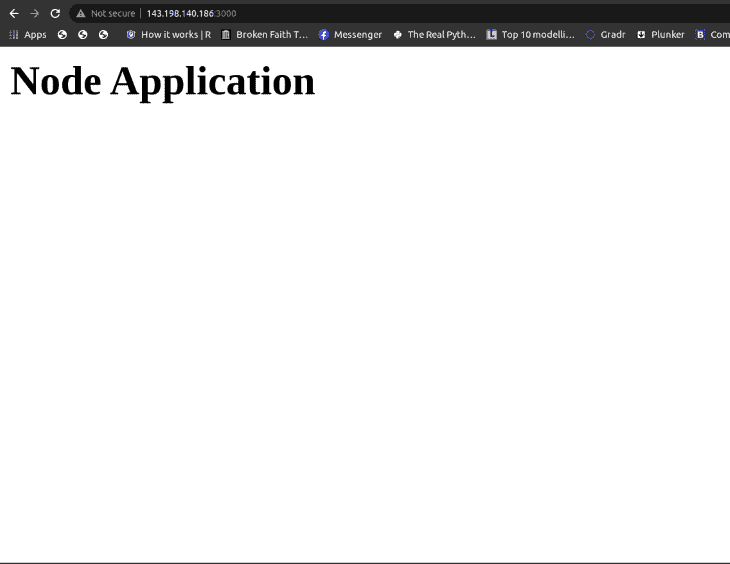 Not secure | 143.198.140.186:3000
Apps How it works | R Broken Faith T... Messenger The Real Pyth... Top 10 modelli... Gradr Plunker Com
Node Application